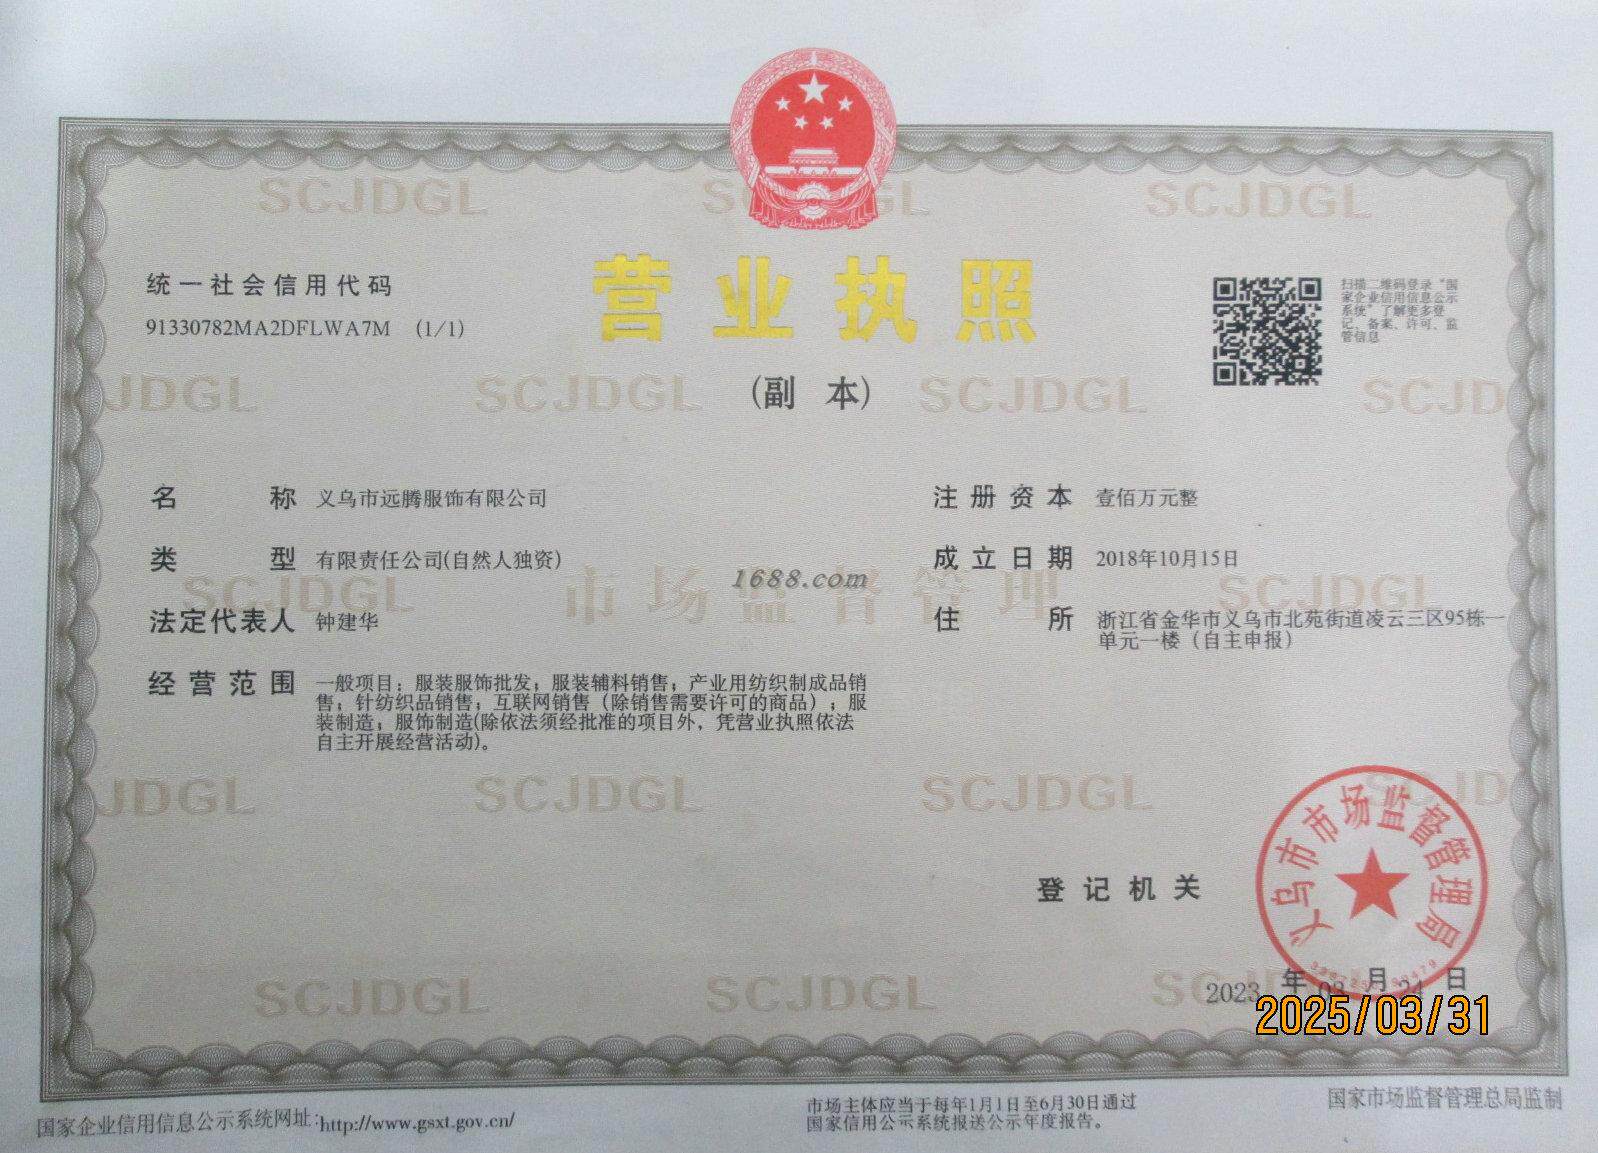 营业执照
(副 本)
统一社会信用代码
91330782MA2DFLWA7M (1/1)
扫描二维码登录“国
家企业信用信息公示
系统”了解更多登
记、备案、许可、监
管信息
名 称 义乌市远腾服饰有限公司
类 型 有限责任公司(自然人独资)
法定代表人 钟建华
经营范围 一般项目：服装服饰批发；服装辅料销售；产业用纺织制成品销
售；针纺织品销售；互联网销售（除销售需要许可的商品）；服
装制造；服饰制造(除依法须经批准的项目外，凭营业执照依法
自主开展经营活动)。
注册资本 壹佰万元整
成立日期 2018年10月15日
住 所 浙江省金华市义乌市北苑街道凌云三区95栋一
单元一楼（自主申报）
1688.com
市场监督管理
SCJDGL
登记机关
义乌市市场监督管理局
2023 年 03 月 24 日
2025/03/31
国家企业信用信息公示系统网址:http://www.gsxt.gov.cn/
市场主体应当于每年1月1日至6月30日通过
国家信用公示系统报送公示年度报告。
国家市场监督管理总局监制